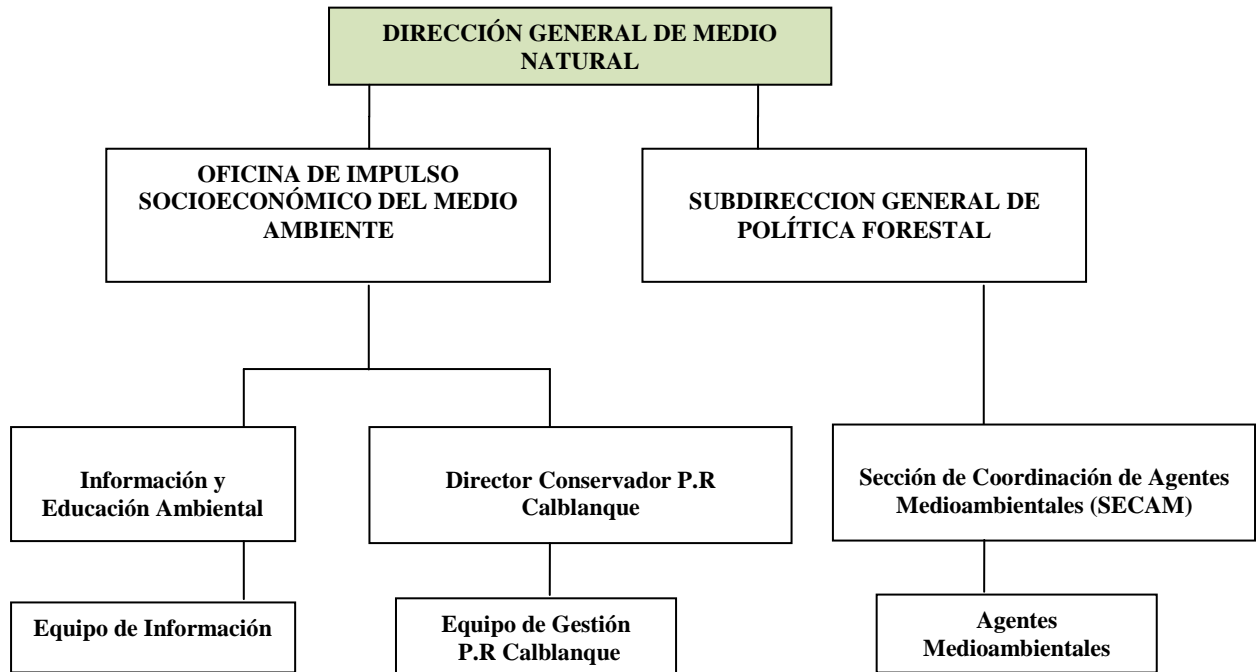 DIRECCIÓN GENERAL DE MEDIO
NATURAL
OFICINA DE IMPULSO
SOCIOECONÓMICO DEL MEDIO
AMBIENTE
SUBDIRECCION GENERAL DE
POLÍTICA FORESTAL
Información y
Educación Ambiental
Director Conservador P.R
Calblanque
Sección de Coordinación de Agentes
Medioambientales (SECAM)
Equipo de Información
Equipo de Gestión
P.R Calblanque
Agentes
Medioambientales